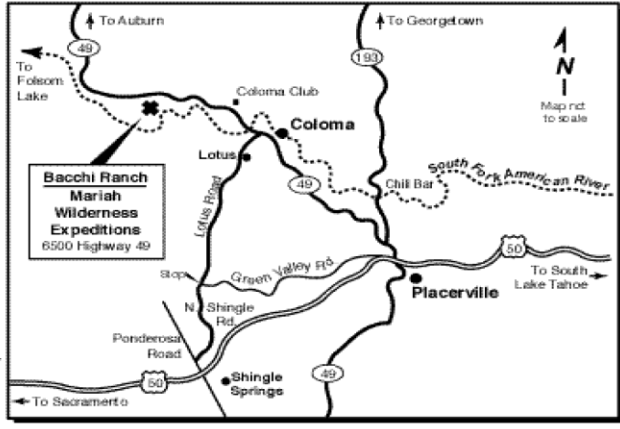 To Auburn
To Georgetown
49
193
To
Folsom
Lake
N
Map not
to scale
Coloma Club
Coloma
Lotus
Bacchi Ranch
Mariah
Wilderness
Expeditions
6500 Highway 49
Lotus Road
49
Chili Bar
South Fork American River
50
Stop
Green Valley Rd.
To South
Lake Tahoe
Placerville
N. Shingle
Rd.
Ponderosa
Road
50
Shingle
Springs
49
To Sacramento